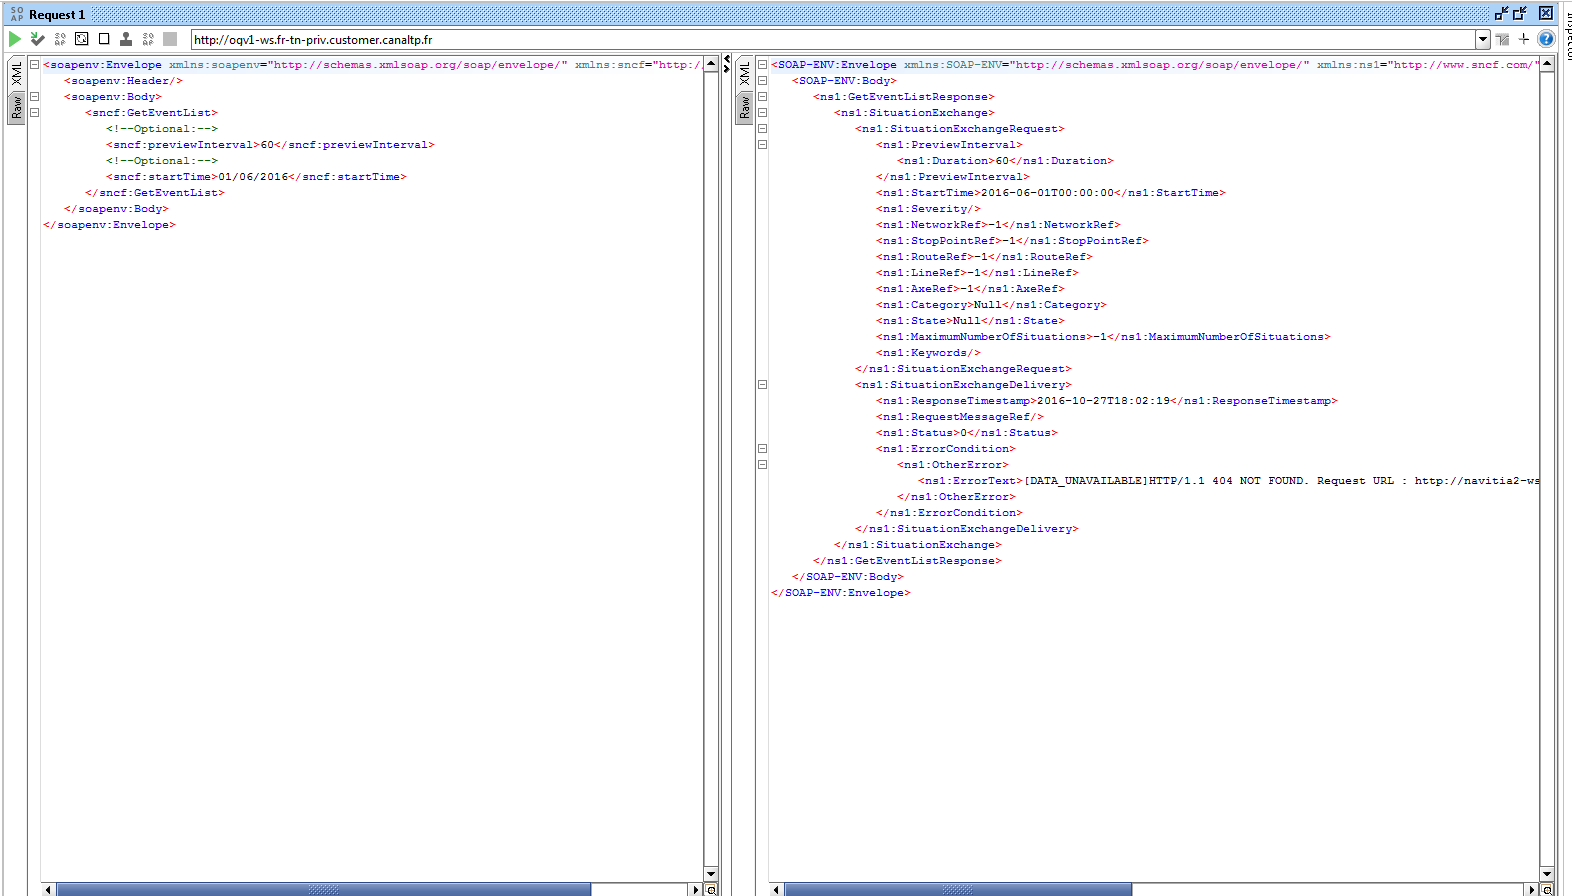 SO AP Request 1
SO AP
SO AP
http://oqv1-ws.fr-tn-priv.customer.canaltp.fr
?
XML
Raw
<soapenv:Envelope xmlns:soapenv="http://schemas.xmlsoap.org/soap/envelope/" xmlns:sncf="http:/
<soapenv:Header/>
<soapenv:Body>
<sncf:GetEventList>
<!--Optional:-->
<sncf:previewInterval>60</sncf:previewInterval>
<!--Optional:-->
<sncf:startTime>01/06/2016</sncf:startTime>
</sncf:GetEventList>
</soapenv:Body>
</soapenv:Envelope>
XML
Raw
<SOAP-ENV:Envelope xmlns:SOAP-ENV="http://schemas.xmlsoap.org/soap/envelope/" xmlns:ns1="http://www.sncf.com/"
<SOAP-ENV:Body>
<ns1:GetEventListResponse>
<ns1:SituationExchange>
<ns1:SituationExchangeRequest>
<ns1:PreviewInterval>
<ns1:Duration>60</ns1:Duration>
</ns1:PreviewInterval>
<ns1:StartTime>2016-06-01T00:00:00</ns1:StartTime>
<ns1:Severity/>
<ns1:NetworkRef>-1</ns1:NetworkRef>
<ns1:StopPointRef>-1</ns1:StopPointRef>
<ns1:RouteRef>-1</ns1:RouteRef>
<ns1:LineRef>-1</ns1:LineRef>
<ns1:AxeRef>-1</ns1:AxeRef>
<ns1:Category>Null</ns1:Category>
<ns1:State>Null</ns1:State>
<ns1:MaximumNumberOfSituations>-1</ns1:MaximumNumberOfSituations>
<ns1:Keywords/>
</ns1:SituationExchangeRequest>
<ns1:SituationExchangeDelivery>
<ns1:ResponseTimestamp>2016-10-27T18:02:19</ns1:ResponseTimestamp>
<ns1:RequestMessageRef/>
<ns1:Status>0</ns1:Status>
<ns1:ErrorCondition>
<ns1:OtherError>
<ns1:ErrorText>[DATA_UNAVAILABLE]HTTP/1.1 404 NOT FOUND. Request URL : http://navitia2-ws
</ns1:OtherError>
</ns1:ErrorCondition>
</ns1:SituationExchangeDelivery>
</ns1:SituationExchange>
</ns1:GetEventListResponse>
</SOAP-ENV:Body>
</SOAP-ENV:Envelope>